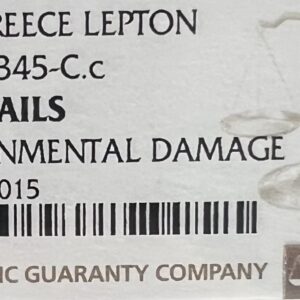 REECE LEPTON
345-C.c
AILS
NMENTAL DAMAGE
015
IC GUARANTY COMPANY